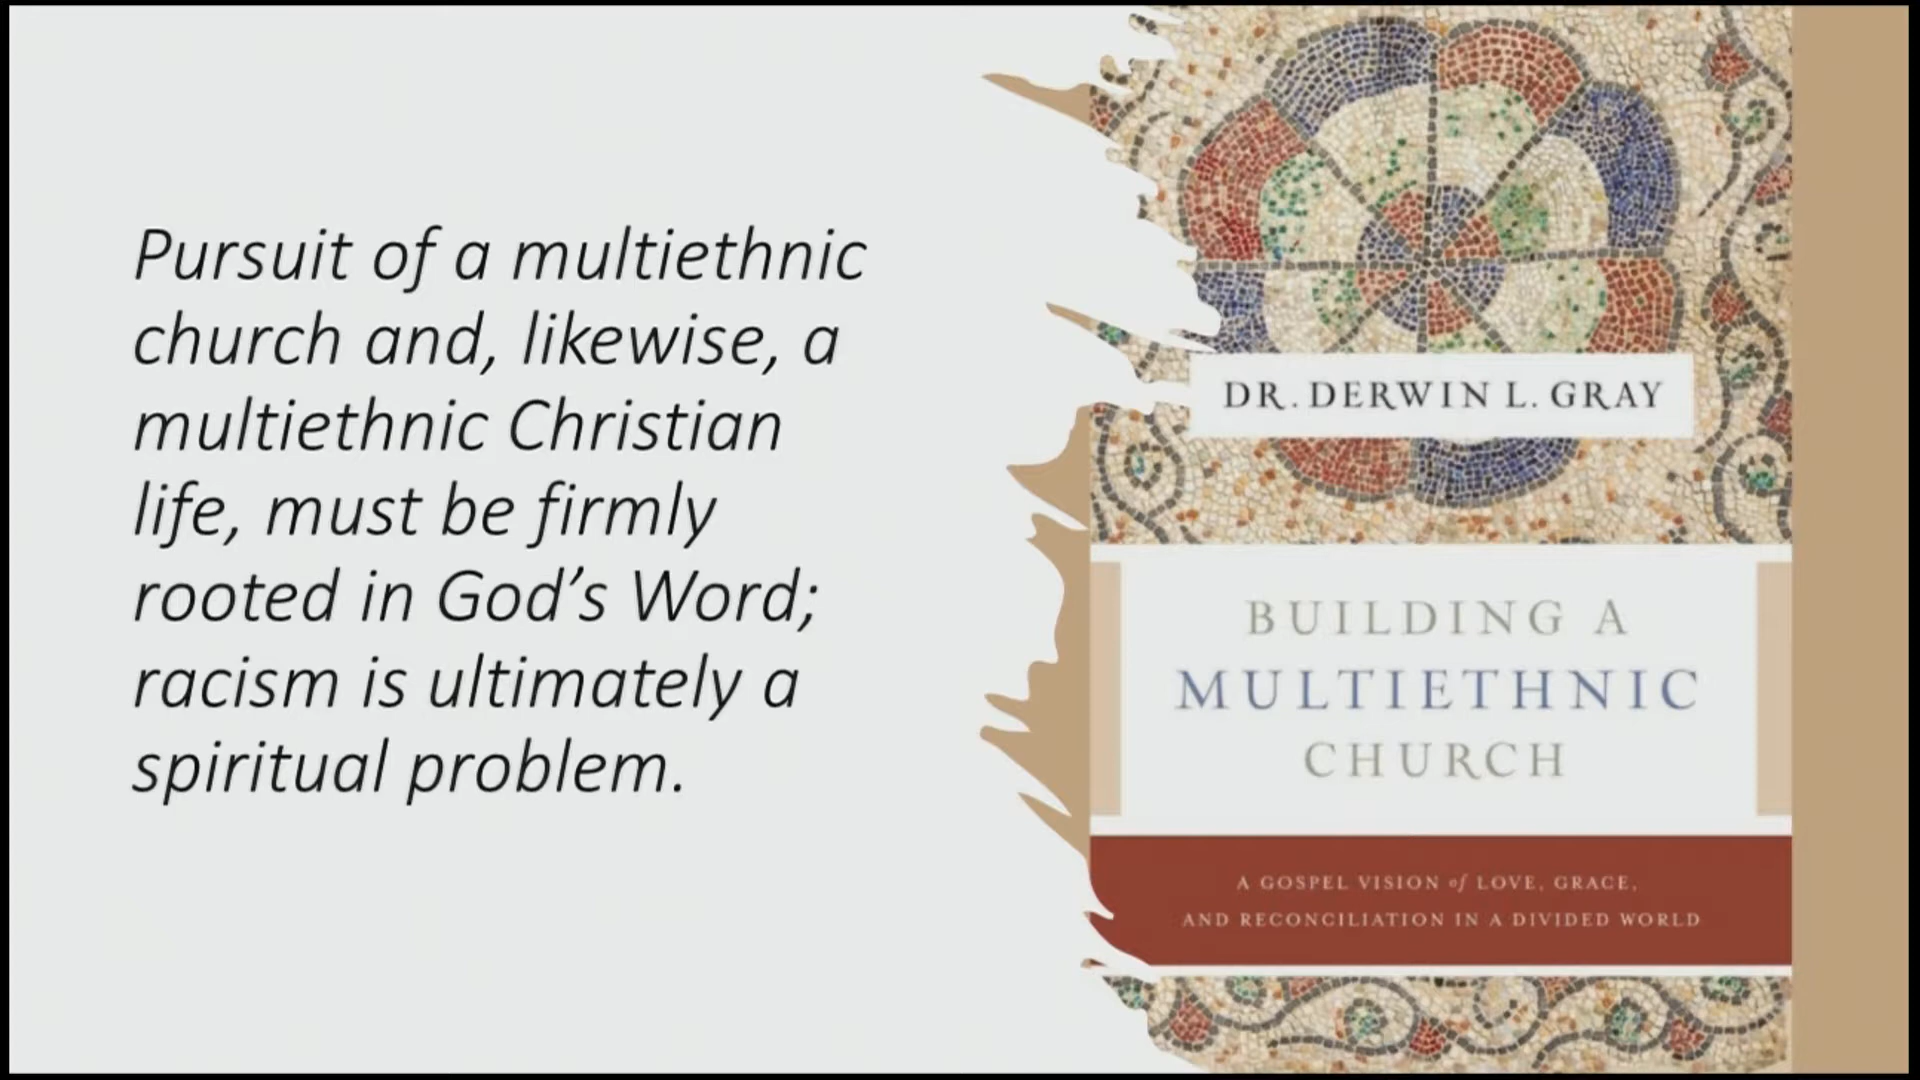 Pursuit of a multiethnic
church and, likewise, a
multiethnic Christian
life, must be firmly
rooted in God’s Word;
racism is ultimately a
spiritual problem.
DR. DERWIN L. GRAY
BUILDING A
MULTIETHNIC
CHURCH
A GOSPEL VISION of LOVE, GRACE,
AND RECONCILIATION IN A DIVIDED WORLD